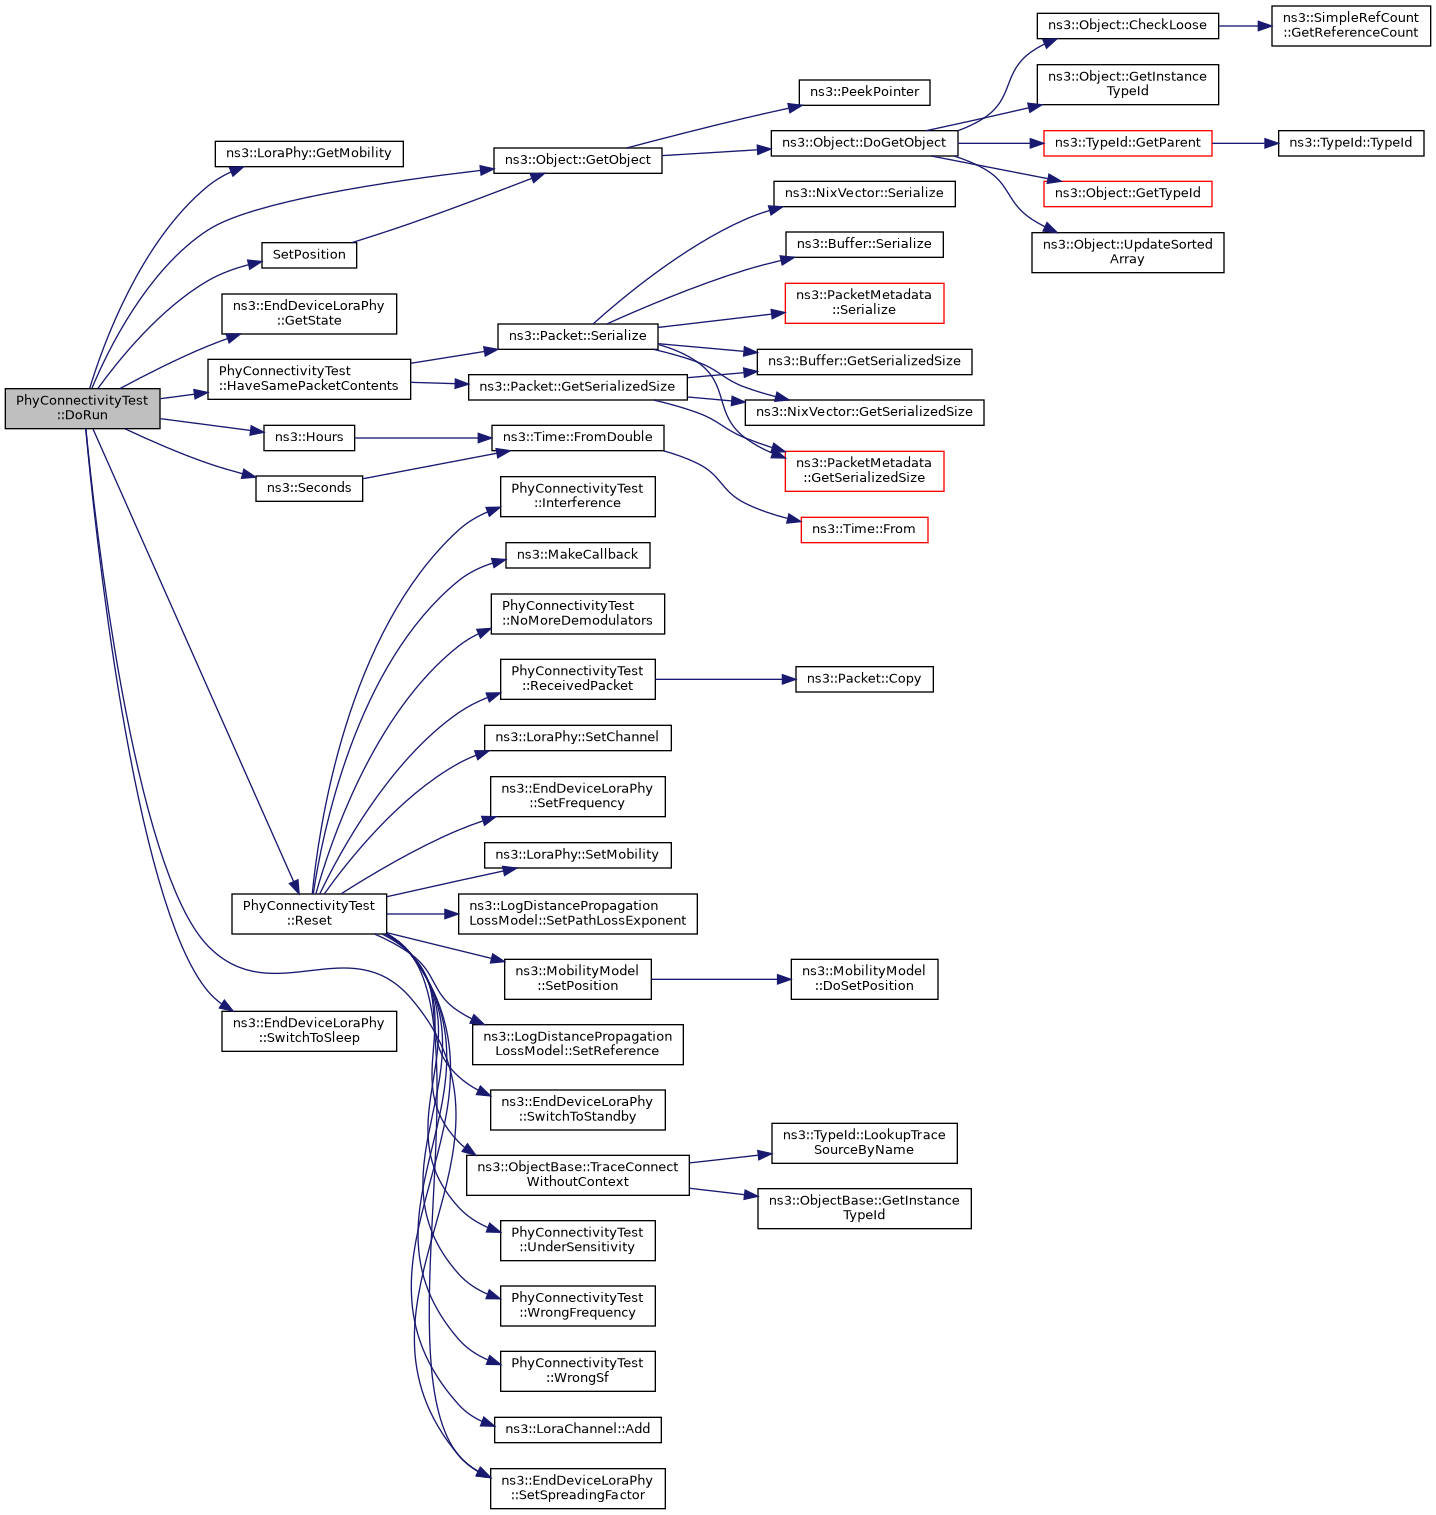 PhyConnectivityTest
::DoRun
ns3::LoraPhy::GetMobility
ns3::Object::GetObject
SetPosition
ns3::EndDeviceLoraPhy
::GetState
PhyConnectivityTest
::HaveSamePacketContents
ns3::Hours
ns3::Seconds
PhyConnectivityTest
::Reset
ns3::EndDeviceLoraPhy
::SwitchToSleep
ns3::PeekPointer
ns3::Object::DoGetObject
ns3::Object::CheckLoose
ns3::SimpleRefCount
::GetReferenceCount
ns3::Object::GetInstance
TypeId
ns3::TypeId::GetParent
ns3::TypeId::TypeId
ns3::Object::GetTypeId
ns3::Object::UpdateSorted
Array
ns3::Packet::Serialize
ns3::Packet::GetSerializedSize
ns3::NixVector::Serialize
ns3::Buffer::Serialize
ns3::PacketMetadata
::Serialize
ns3::Buffer::GetSerializedSize
ns3::NixVector::GetSerializedSize
ns3::PacketMetadata
::GetSerializedSize
ns3::Time::FromDouble
ns3::Time::From
PhyConnectivityTest
::Interference
ns3::MakeCallback
PhyConnectivityTest
::NoMoreDemodulators
PhyConnectivityTest
::ReceivedPacket
ns3::Packet::Copy
ns3::LoraPhy::SetChannel
ns3::EndDeviceLoraPhy
::SetFrequency
ns3::LoraPhy::SetMobility
ns3::LogDistancePropagation
LossModel::SetPathLossExponent
ns3::MobilityModel
::SetPosition
ns3::MobilityModel
::DoSetPosition
ns3::LogDistancePropagation
LossModel::SetReference
ns3::EndDeviceLoraPhy
::SwitchToStandby
ns3::ObjectBase::TraceConnect
WithoutContext
ns3::TypeId::LookupTrace
SourceByName
ns3::ObjectBase::GetInstance
TypeId
PhyConnectivityTest
::UnderSensitivity
PhyConnectivityTest
::WrongFrequency
PhyConnectivityTest
::WrongSf
ns3::LoraChannel::Add
ns3::EndDeviceLoraPhy
::SetSpreadingFactor